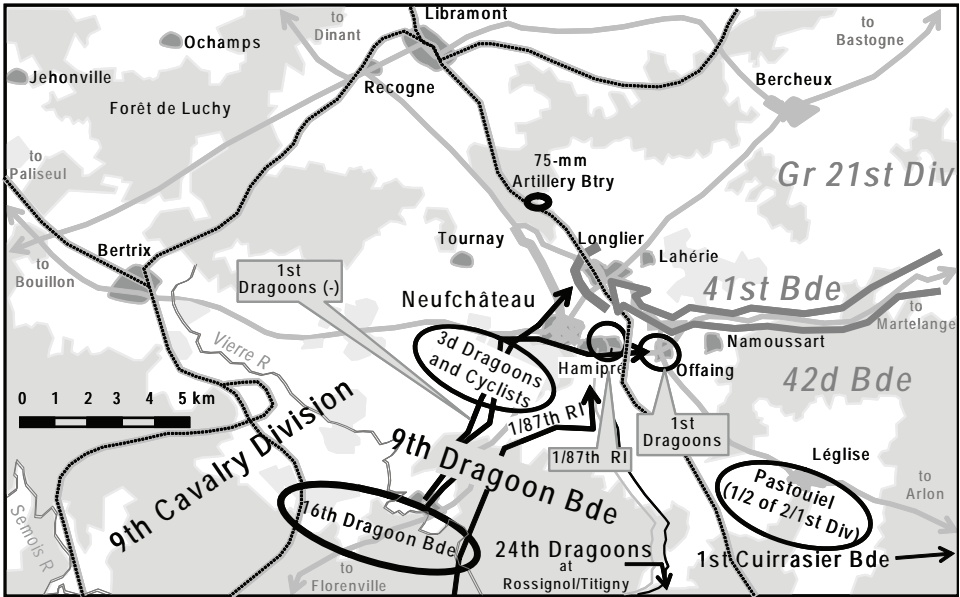 to
Dinant
Libramont
to
Bastogne
Ochamps
Jehonville
Recogne
Bercheux
Forêt de Luchy
to
Paliseul
75-mm
Artillery Btry
Gr 21st Div
Tournay
Longlier
Lahérie
Bertrix
to
Bouillon
1st
Dragoons (-)
Neufchâteau
41st Bde
to
Martelange
Vierre R
3d Dragoons
and Cyclists
Hamipré
Offaing
Namoussart
42d Bde
0 1 2 3 4 5 km
1/87th RI
1st
Dragoons
1/87th RI
9th Cavalry Division
9th Dragoon Bde
Léglise
Pastouiel
(1/2 of 2/1st Div)
to
Arlon
Semois R
16th Dragoon Bde
24th Dragoons
at
Rossignol/Titigny
1st Cuirrasier Bde
to
Florenville